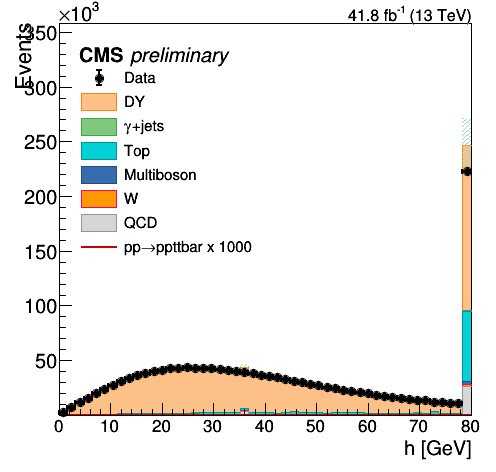 ×10³
41.8 fb⁻¹ (13 TeV)
Events
CMS preliminary
Data
DY
γ+jets
Top
Multiboson
W
QCD
pp→ppttbar x 1000
350
300
250
200
150
100
50
0 10 20 30 40 50 60 70 80
h [GeV]